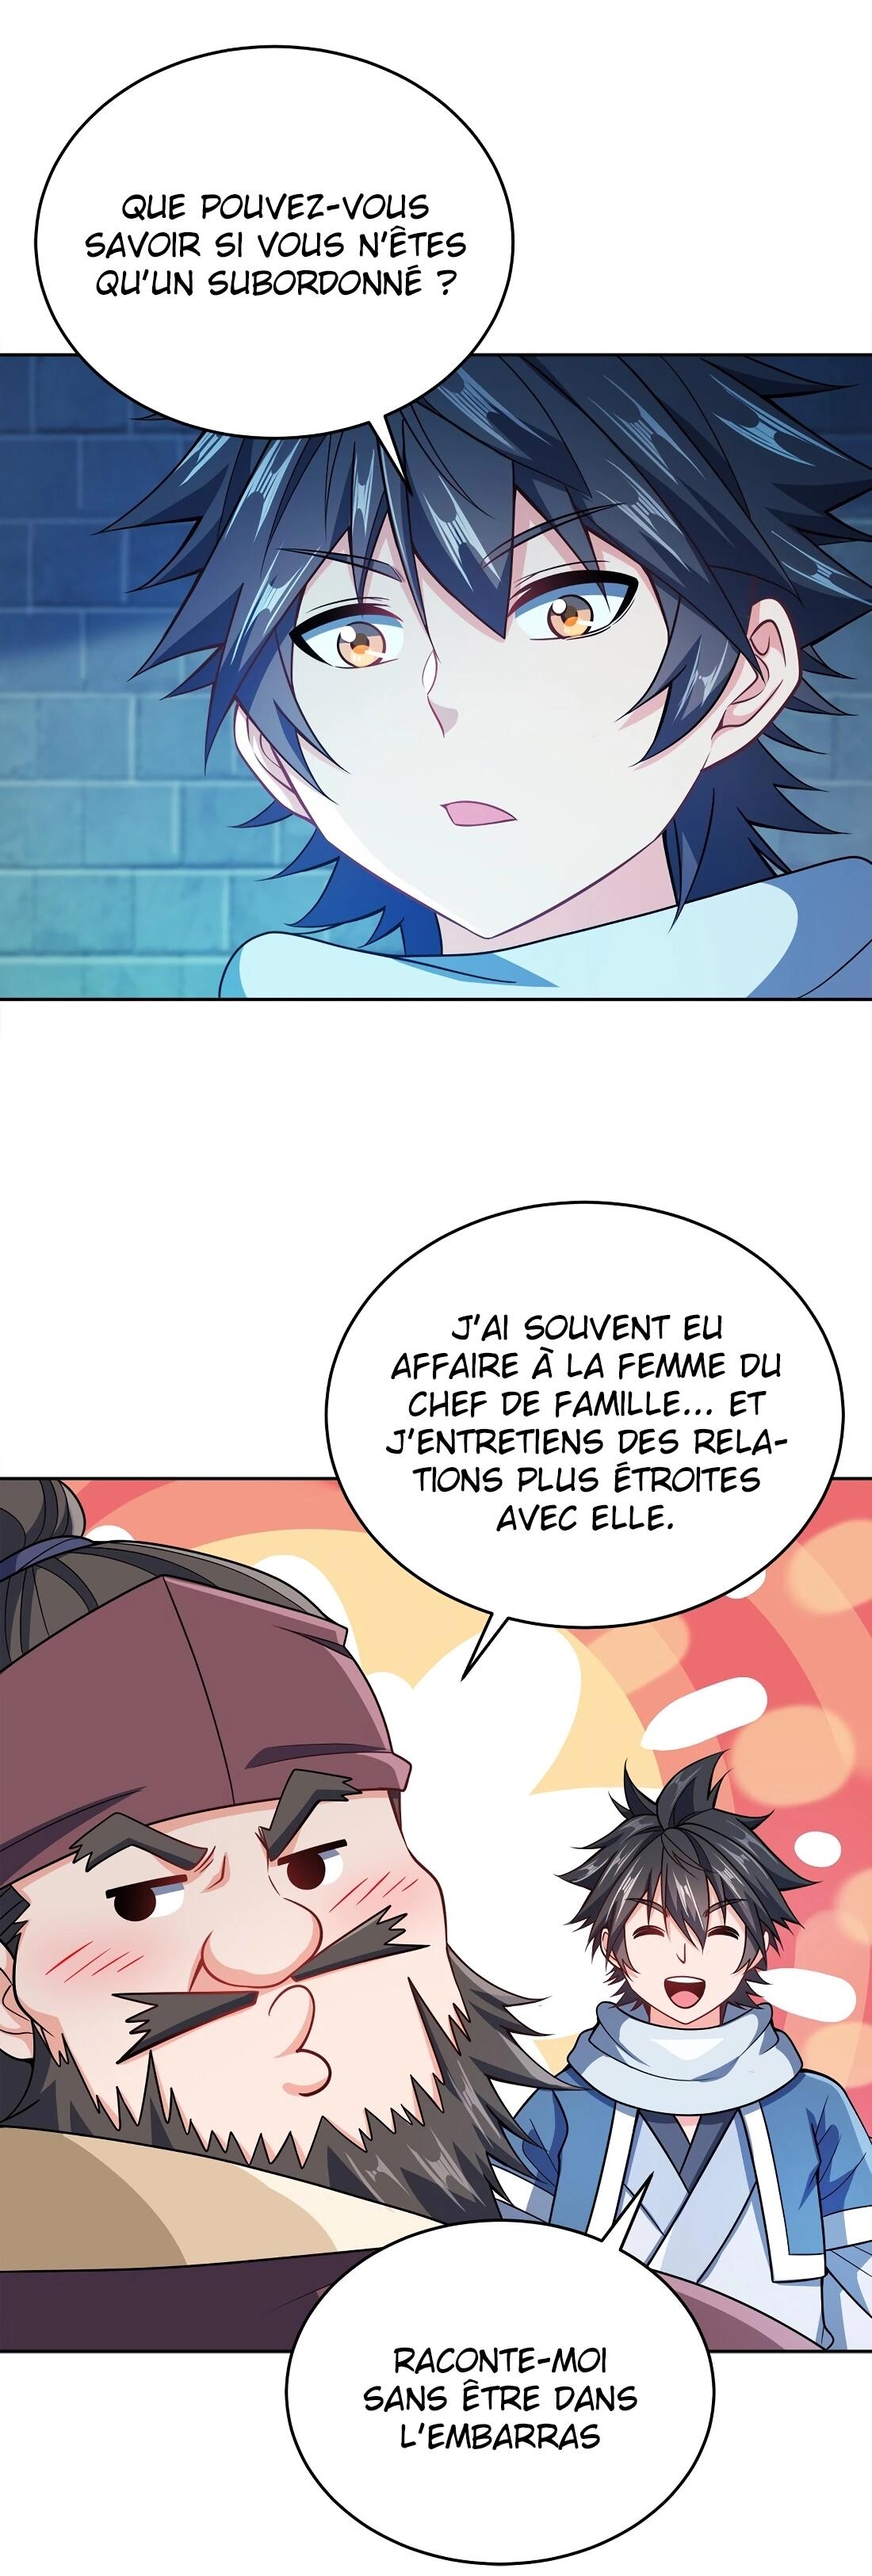 QUE POUVEZ-VOUS
SAVOIR SI VOUS N'ÊTES
QU'UN SUBORDONNÉ ?
J'AI SOUVENT EU
AFFAIRE À LA FEMME DU
CHEF DE FAMILLE... ET
J'ENTRETIENS DES RELA-
TIONS PLUS ÉTROITES
AVEC ELLE.
RACONTE-MOI
SANS ÊTRE DANS
L'EMBARRAS